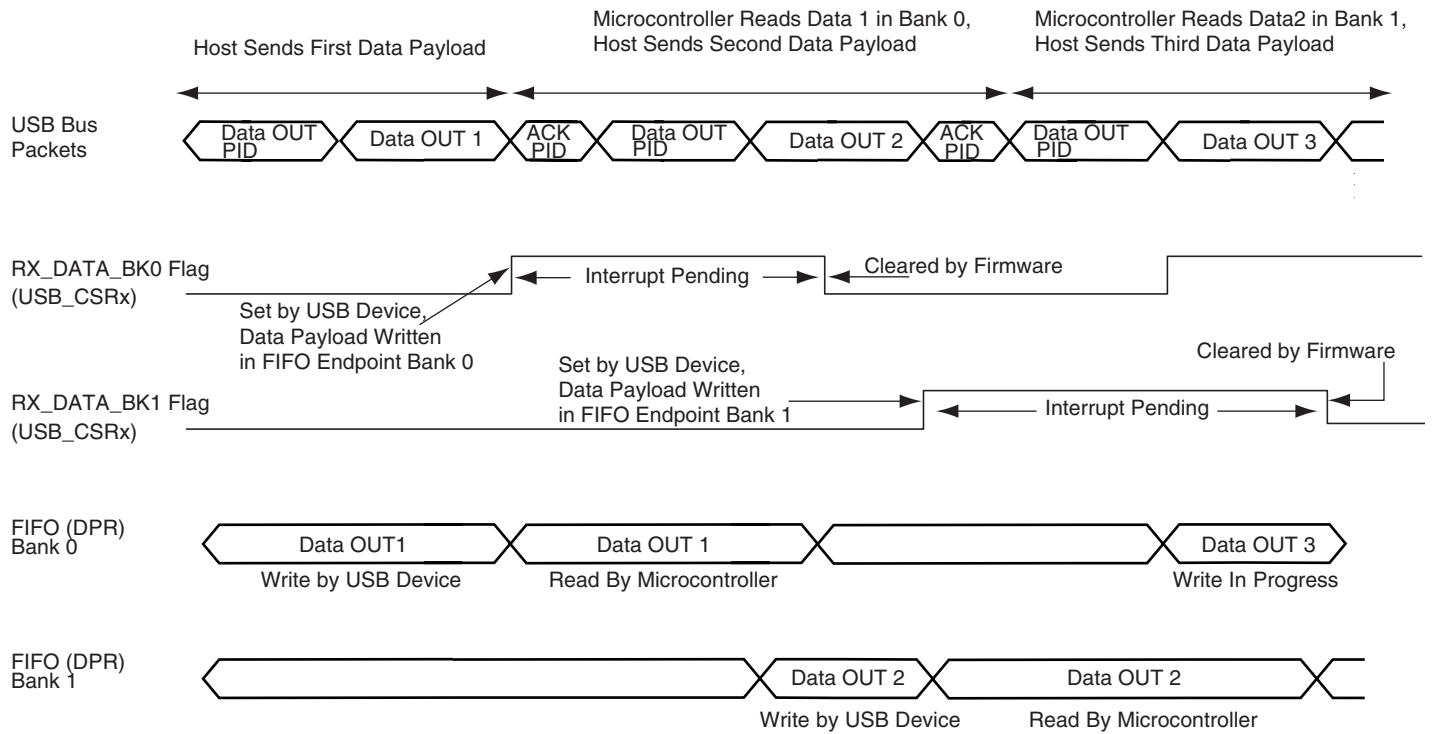 Host Sends First Data Payload
Microcontroller Reads Data 1 in Bank 0,
Host Sends Second Data Payload
Microcontroller Reads Data2 in Bank 1,
Host Sends Third Data Payload
USB Bus
Packets
Data OUT
PID
Data OUT 1
ACK
PID
Data OUT
PID
Data OUT 2
ACK
PID
Data OUT
PID
Data OUT 3
RX_DATA_BK0 Flag
(USB_CSRx)
Interrupt Pending
Cleared by Firmware
Set by USB Device,
Data Payload Written
in FIFO Endpoint Bank 0
Cleared by Firmware
Set by USB Device,
Data Payload Written
in FIFO Endpoint Bank 1
RX_DATA_BK1 Flag
(USB_CSRx)
Interrupt Pending
FIFO (DPR)
Bank 0
Data OUT1
Data OUT 1
Data OUT 3
Write by USB Device
Read By Microcontroller
Write In Progress
FIFO (DPR)
Bank 1
Data OUT 2
Data OUT 2
Write by USB Device
Read By Microcontroller